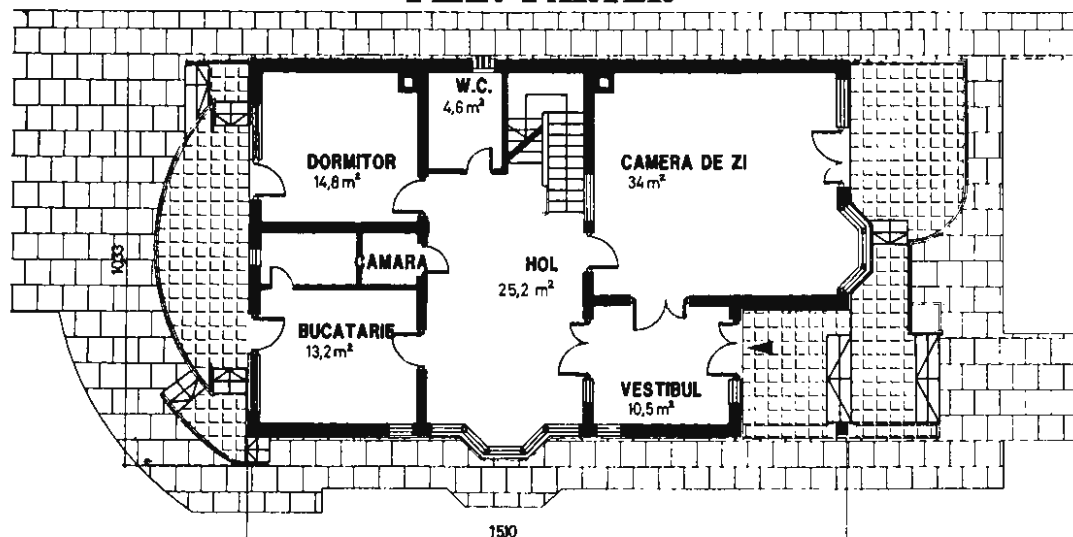 W.C.
4,6 m²
DORMITOR
14,8 m²
CAMERA DE ZI
34 m²
CAMARA
HOL
25,2 m²
1033
BUCATARIE
13,2 m²
VESTIBUL
10,5 m²
1510